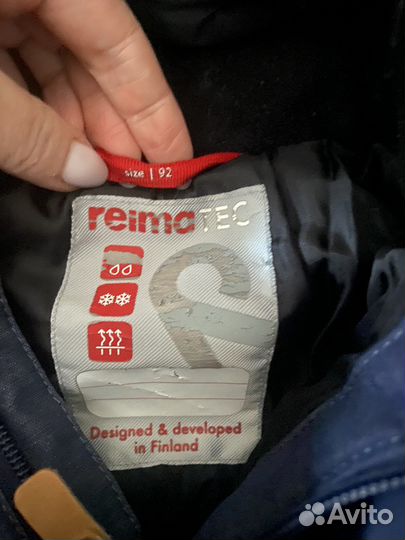 size | 92
reimaTEC
Designed & developed
in Finland
Avito